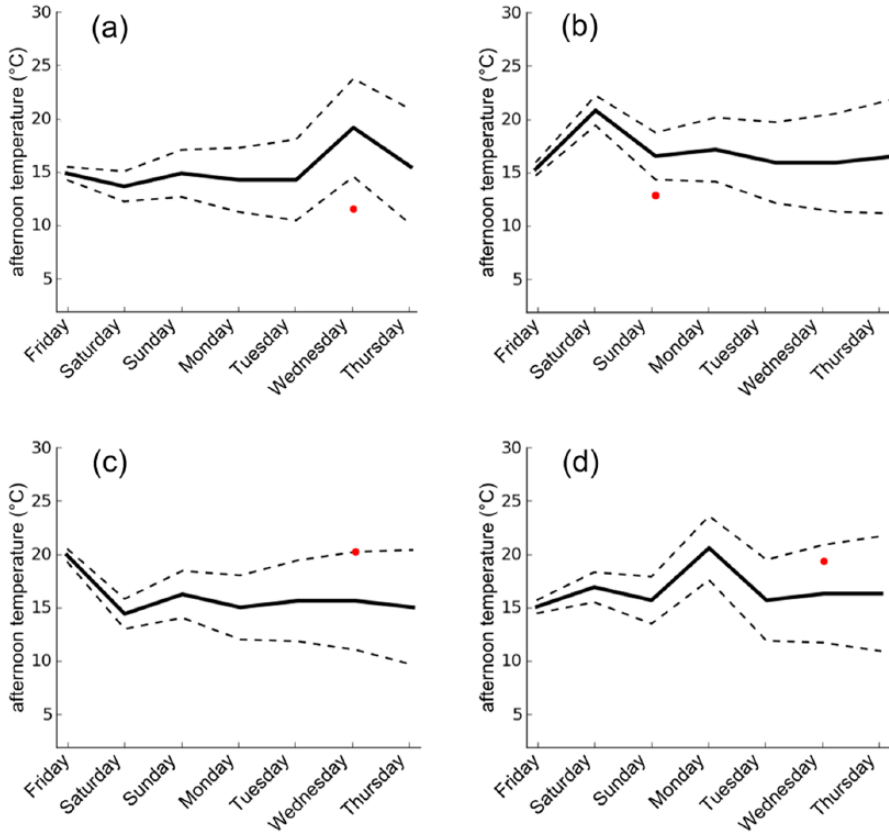 (a)
afternoon temperature (°C)
30
25
20
15
10
5
Friday
Saturday
Sunday
Monday
Tuesday
Wednesday
Thursday
(b)
afternoon temperature (°C)
30
25
20
15
10
5
Friday
Saturday
Sunday
Monday
Tuesday
Wednesday
Thursday
(c)
afternoon temperature (°C)
30
25
20
15
10
5
Friday
Saturday
Sunday
Monday
Tuesday
Wednesday
Thursday
(d)
afternoon temperature (°C)
30
25
20
15
10
5
Friday
Saturday
Sunday
Monday
Tuesday
Wednesday
Thursday